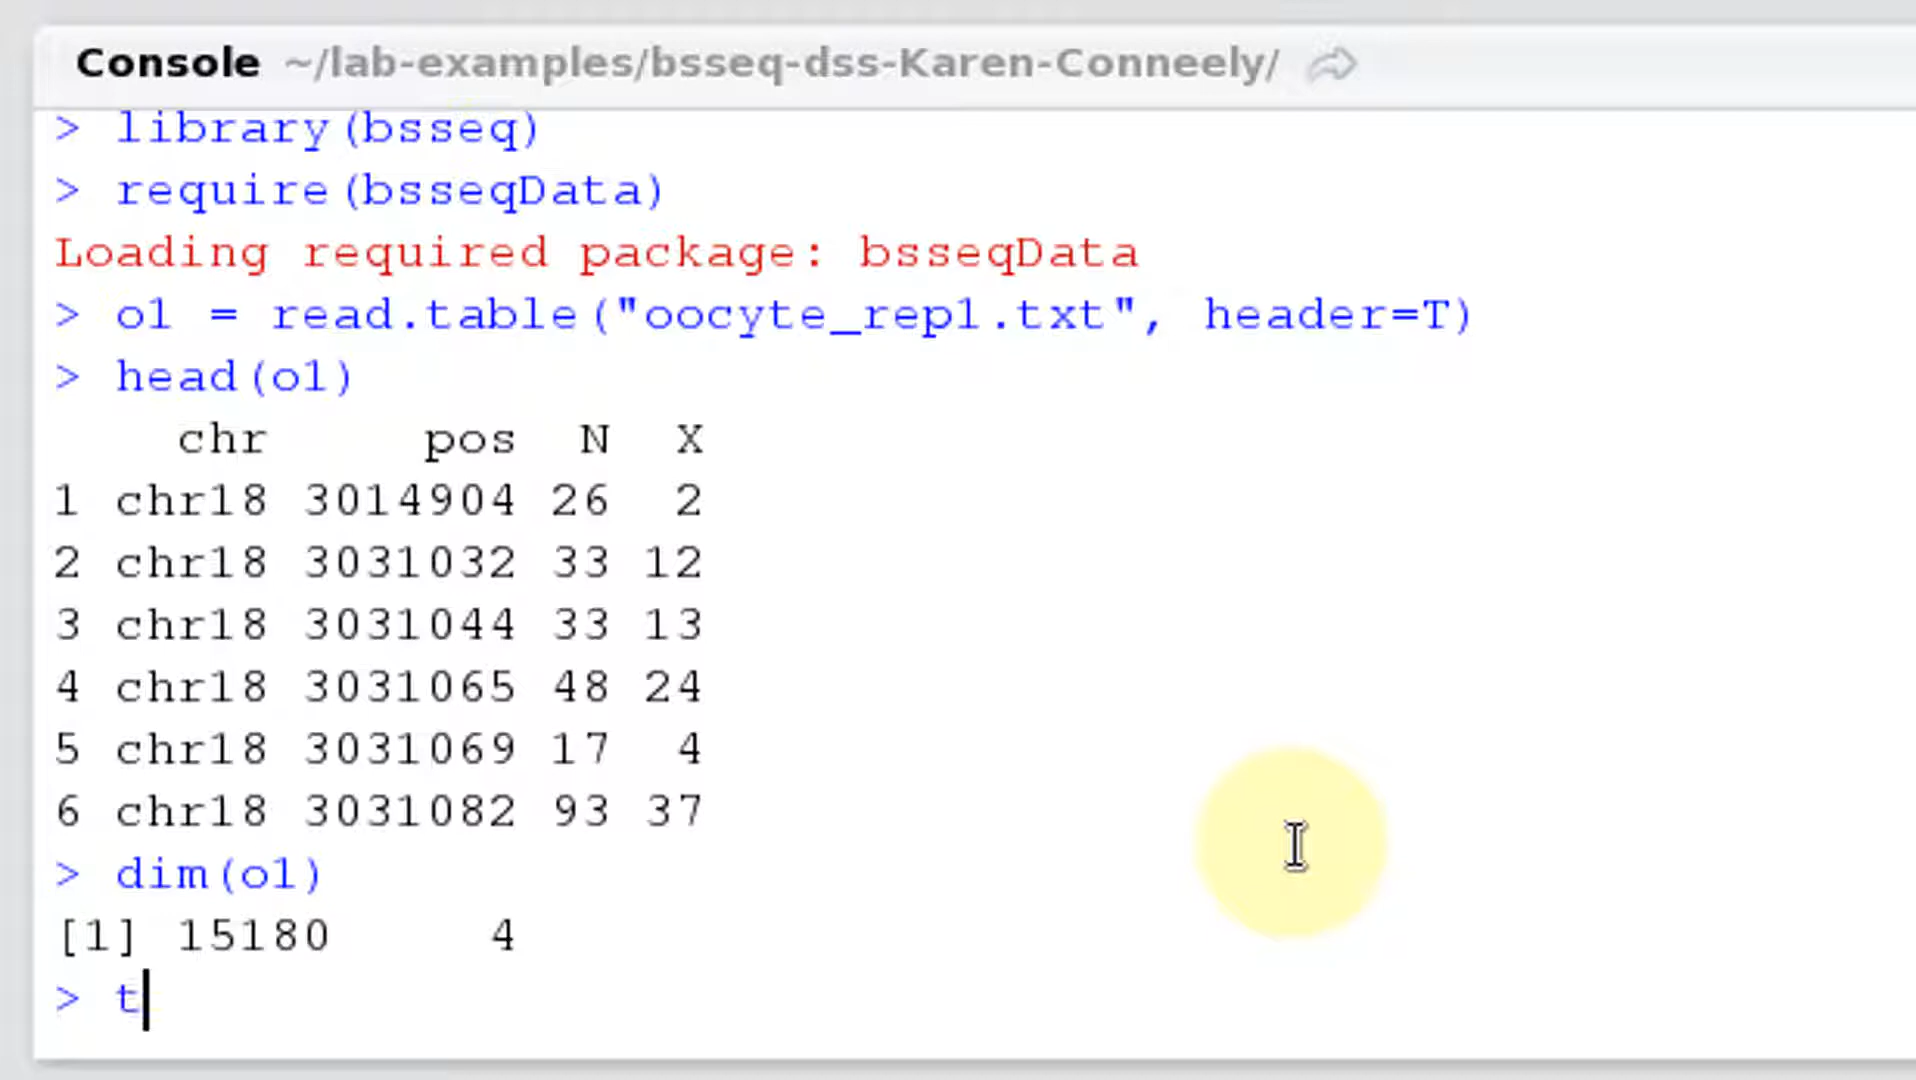 Console ~/lab-examples/bsseq-dss-Karen-Conneely/
> library(bsseq)
> require(bsseqData)
Loading required package: bsseqData
> o1 = read.table("oocyte_rep1.txt", header=T)
> head(o1)
    chr     pos  N  X
1 chr18 3014904 26  2
2 chr18 3031032 33 12
3 chr18 3031044 33 13
4 chr18 3031065 48 24
5 chr18 3031069 17  4
6 chr18 3031082 93 37
> dim(o1)
[1] 15180     4
> t